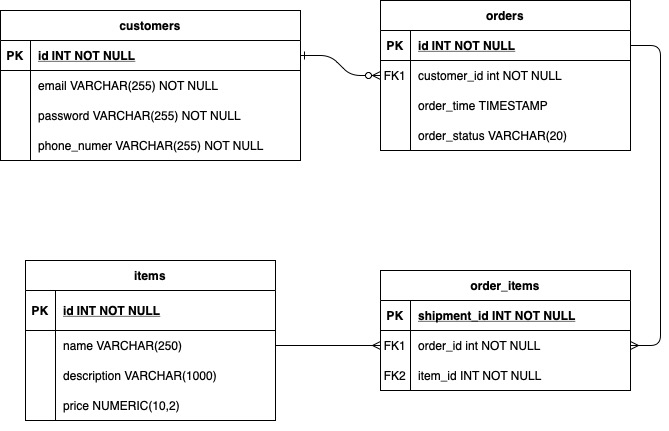 customers
PK id INT NOT NULL
email VARCHAR(255) NOT NULL
password VARCHAR(255) NOT NULL
phone_numer VARCHAR(255) NOT NULL
orders
PK id INT NOT NULL
FK1 customer_id int NOT NULL
order_time TIMESTAMP
order_status VARCHAR(20)
items
PK id INT NOT NULL
name VARCHAR(250)
description VARCHAR(1000)
price NUMERIC(10,2)
order_items
PK shipment_id INT NOT NULL
FK1 order_id int NOT NULL
FK2 item_id INT NOT NULL